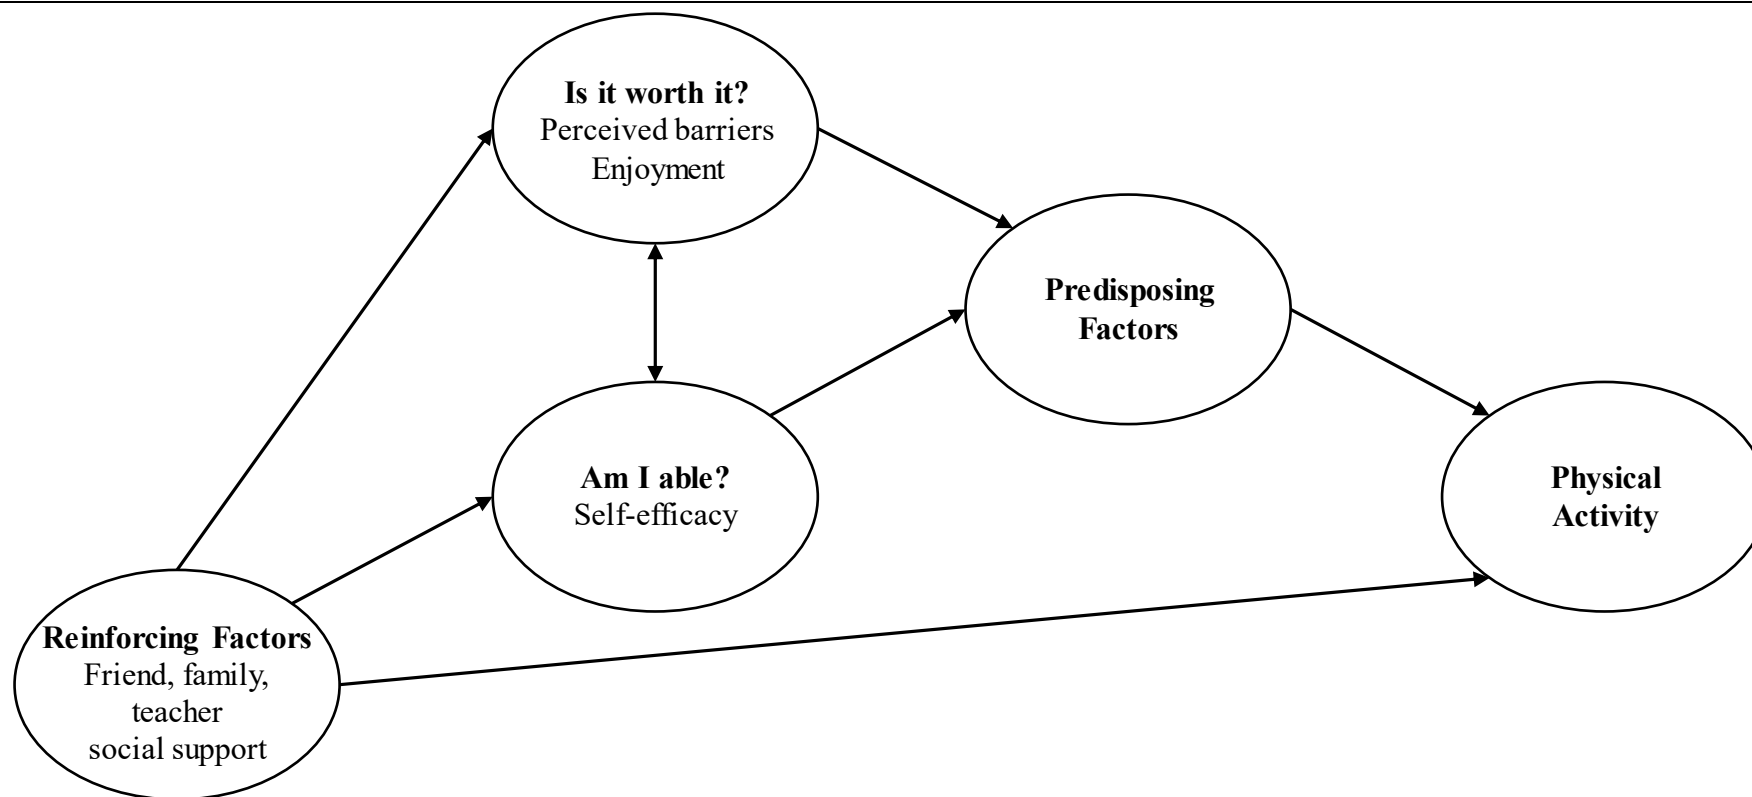 Is it worth it?
Perceived barriers
Enjoyment
Predisposing
Factors
Am I able?
Self-efficacy
Physical
Activity
Reinforcing Factors
Friend, family,
teacher
social support